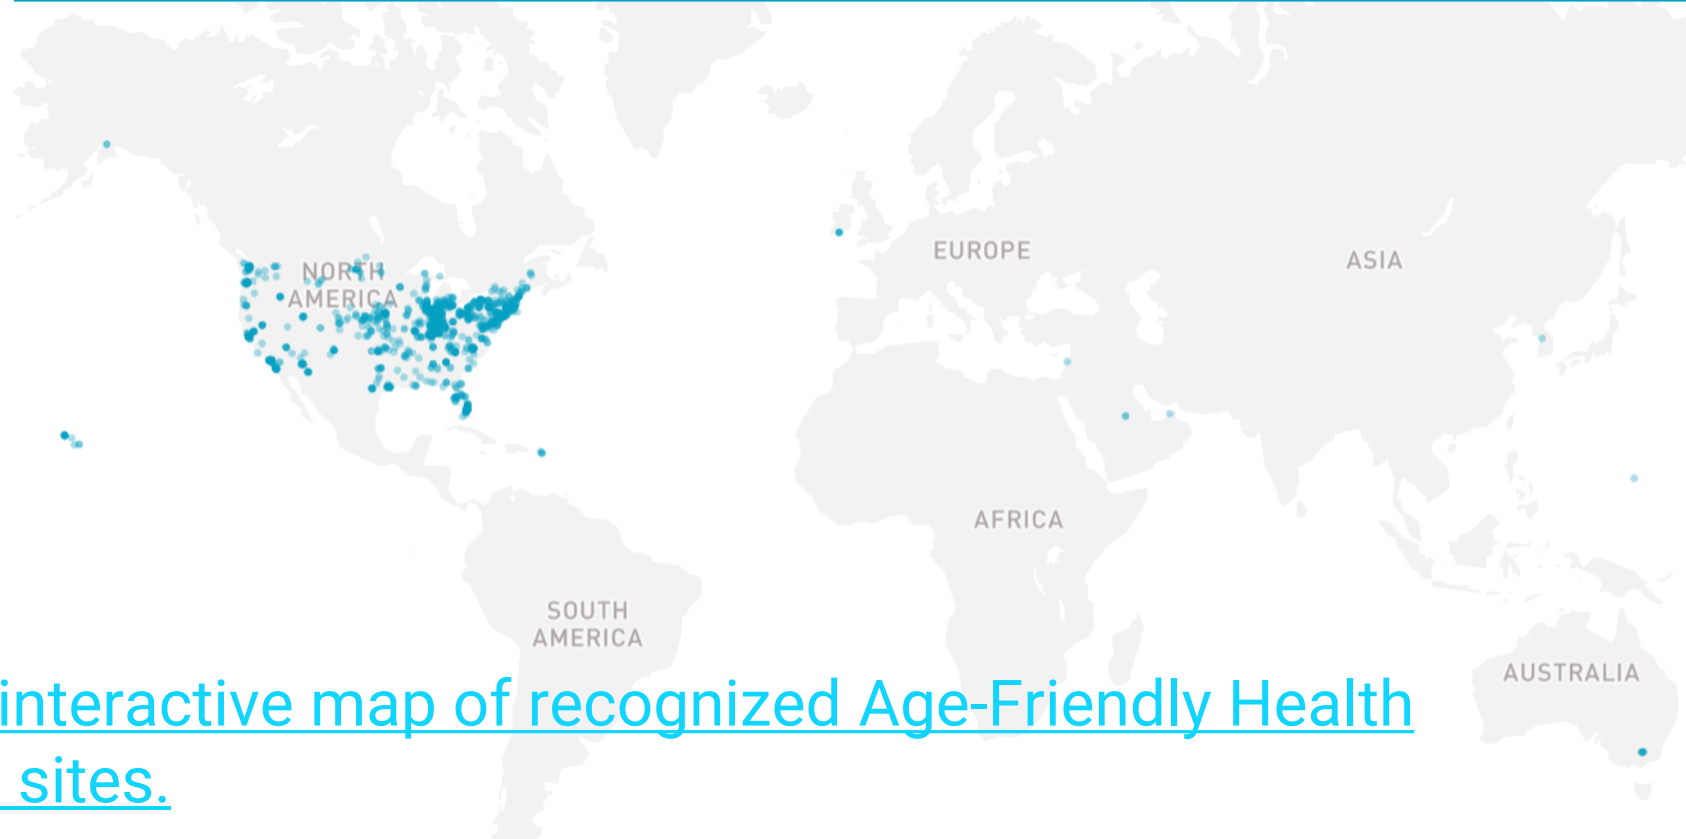 NORTH
AMERICA
EUROPE
ASIA
AFRICA
SOUTH
AMERICA
AUSTRALIA
interactive map of recognized Age-Friendly Health
sites.